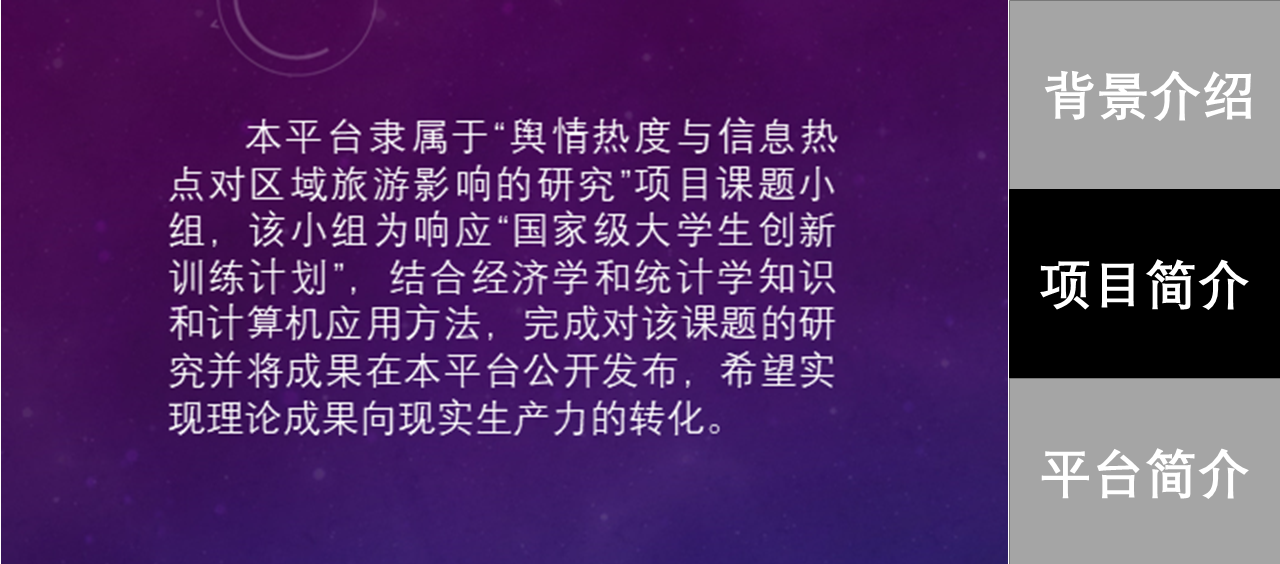 本平台隶属于“舆情热度与信息热
点对区域旅游影响的研究”项目课题小
组，该小组为响应“国家级大学生创新
训练计划”，结合经济学和统计学知识
和计算机应用方法，完成对该课题的研
究并将成果在本平台公开发布，希望实
现理论成果向现实生产力的转化。
背景介绍
项目简介
平台简介